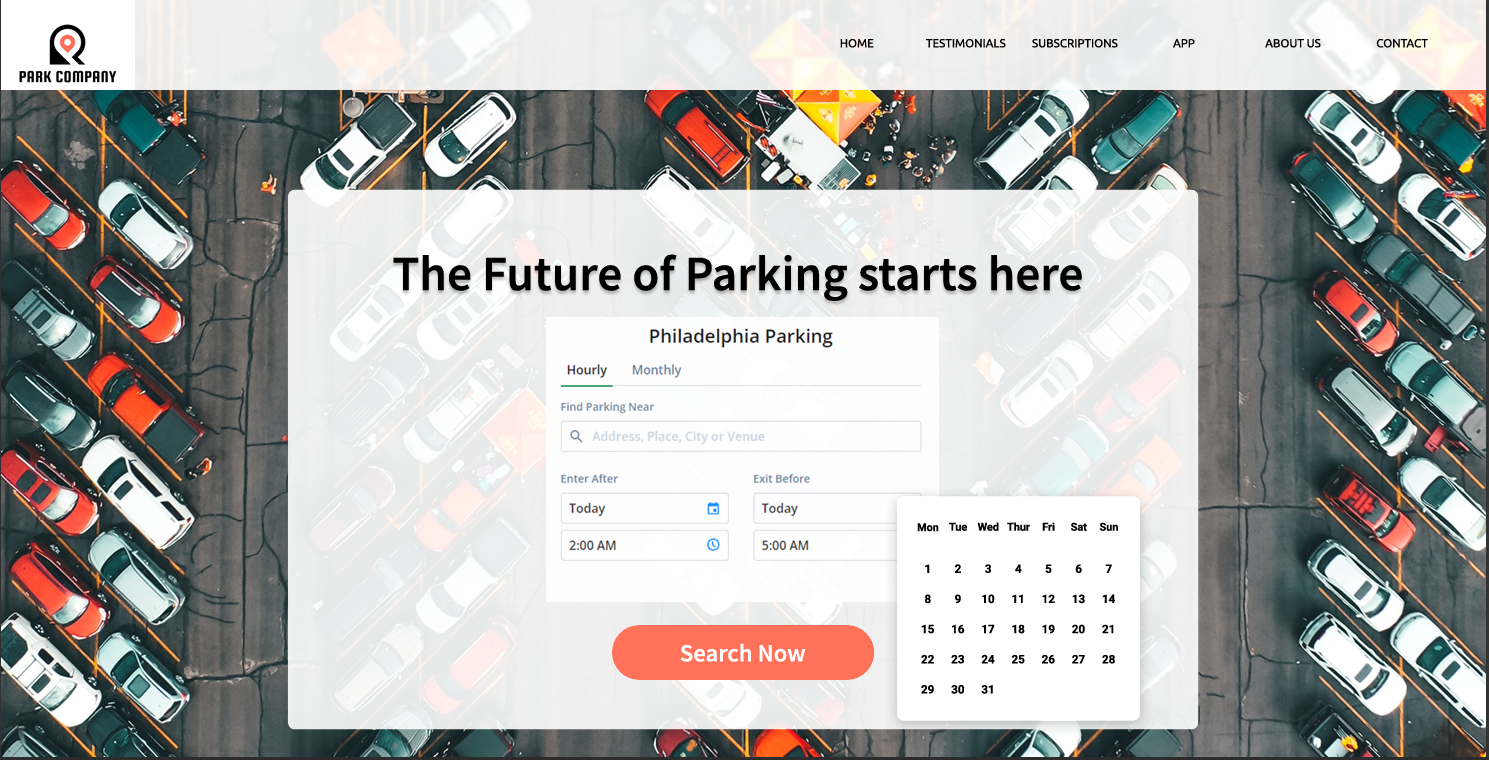 PARK COMPANY
HOME TESTIMONIALS SUBSCRIPTIONS APP ABOUT US CONTACT
The Future of Parking starts here
Philadelphia Parking
Hourly Monthly
Find Parking Near
Address, Place, City or Venue
Enter After Exit Before
Today Today
2:00 AM 5:00 AM
Mon Tue Wed Thur Fri Sat Sun
1 2 3 4 5 6 7
8 9 10 11 12 13 14
15 16 17 18 19 20 21
22 23 24 25 26 27 28
29 30 31
Search Now